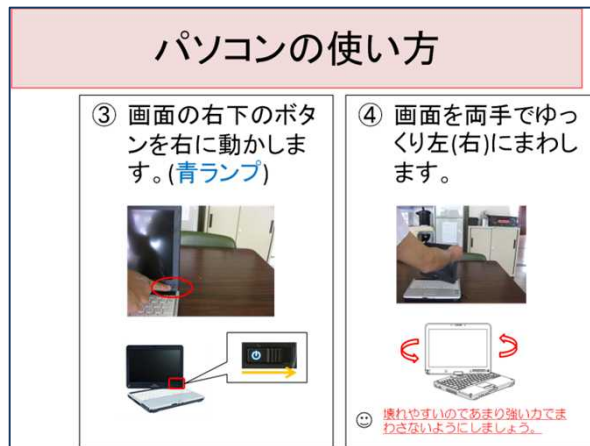 パソコンの使い方
③ 画面の右下のボタ
ンを右に動かしま
す。(青ランプ)
④ 画面を両手でゆっ
くり左(右)にまわし
ます。
壊れやすいのであまり強い力でま
わさないようにしましょう。